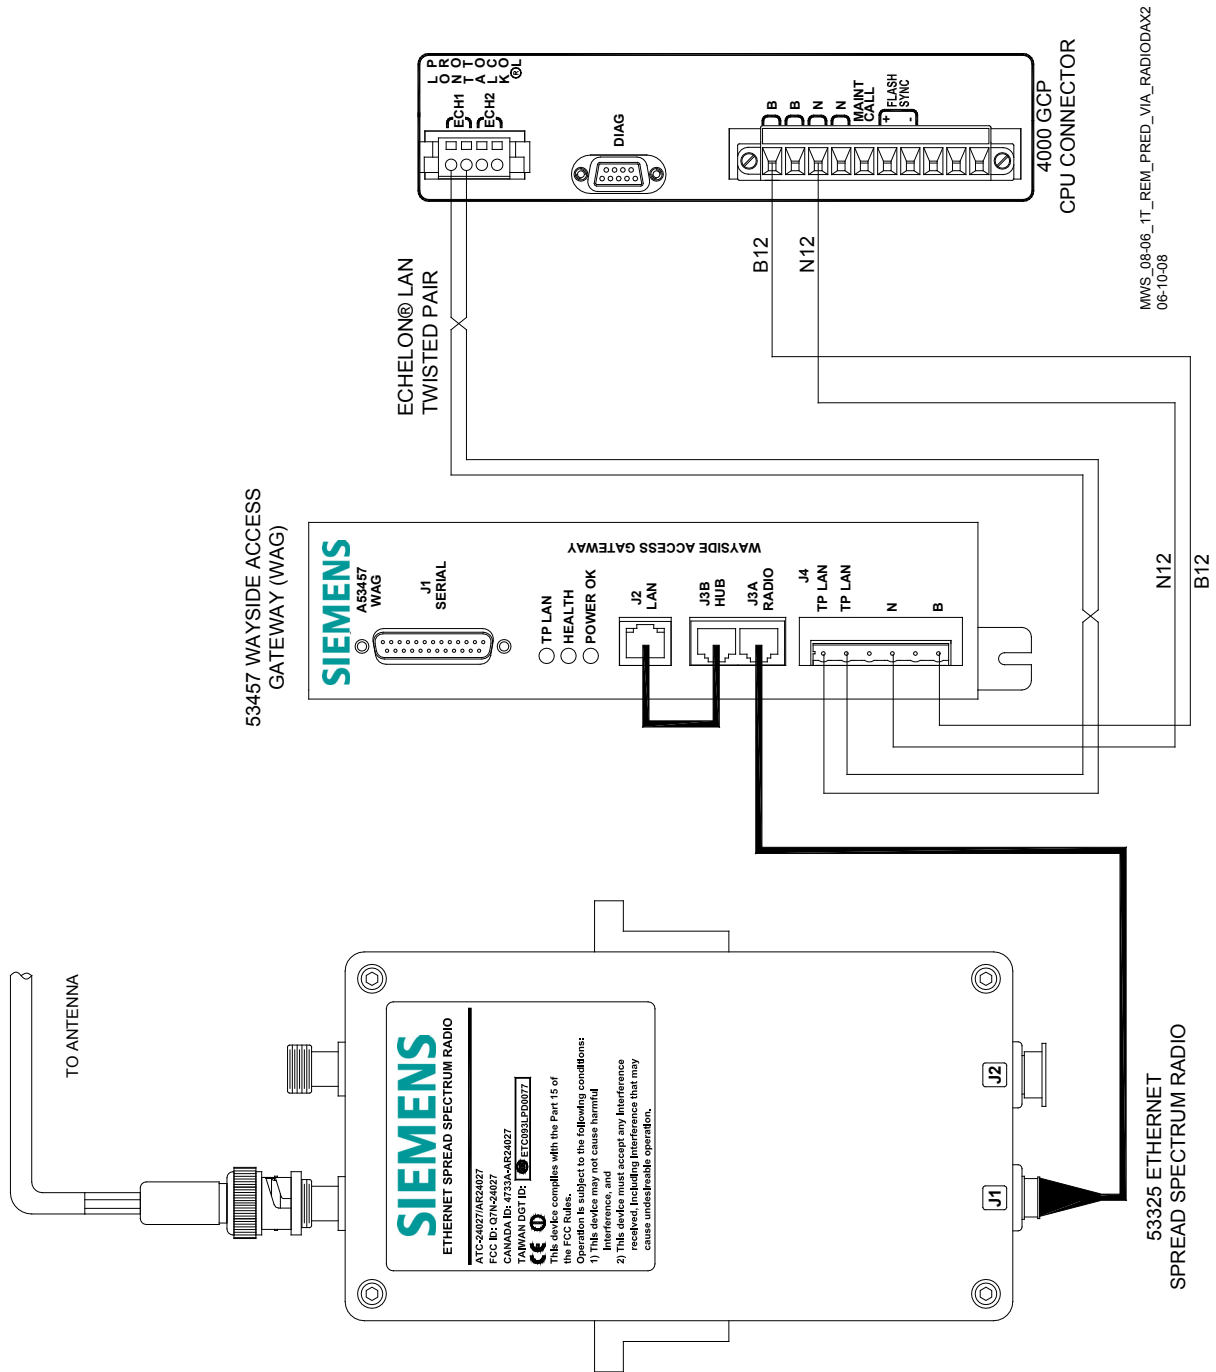 TO ANTENNA
SIEMENS
ETHERNET SPREAD SPECTRUM RADIO
ATC-24027/AR24027
FCC ID: Q7N-24027
CANADA ID: 4733A-AR24027
TAIWAN DGT ID:
ETC093LPD0077
CE
This device complies with the Part 15 of
the FCC Rules.
Operation is subject to the following conditions:
1) This device may not cause harmful
interference, and
2) This device must accept any interference
received, including interference that may
cause undesireable operation.
J1
J2
53325 ETHERNET
SPREAD SPECTRUM RADIO
53457 WAYSIDE ACCESS
GATEWAY (WAG)
SIEMENS
A53457
WAG
J1
SERIAL
WAYSIDE ACCESS GATEWAY
TP LAN
HEALTH
POWER OK
J2
LAN
J3B
HUB
J3A
RADIO
J4
TP LAN
TP LAN
N
B
N12
B12
ECHELON® LAN
TWISTED PAIR
B12
N12
PROTOCOL
LONTALK®
ECH1
ECH2
DIAG
B
B
N
N
MAINT
CALL
+
-
FLASH
SYNC
4000 GCP
CPU CONNECTOR
MWS_08-06_1T_REM_PRED_VIA_RADIODAX2
06-10-08